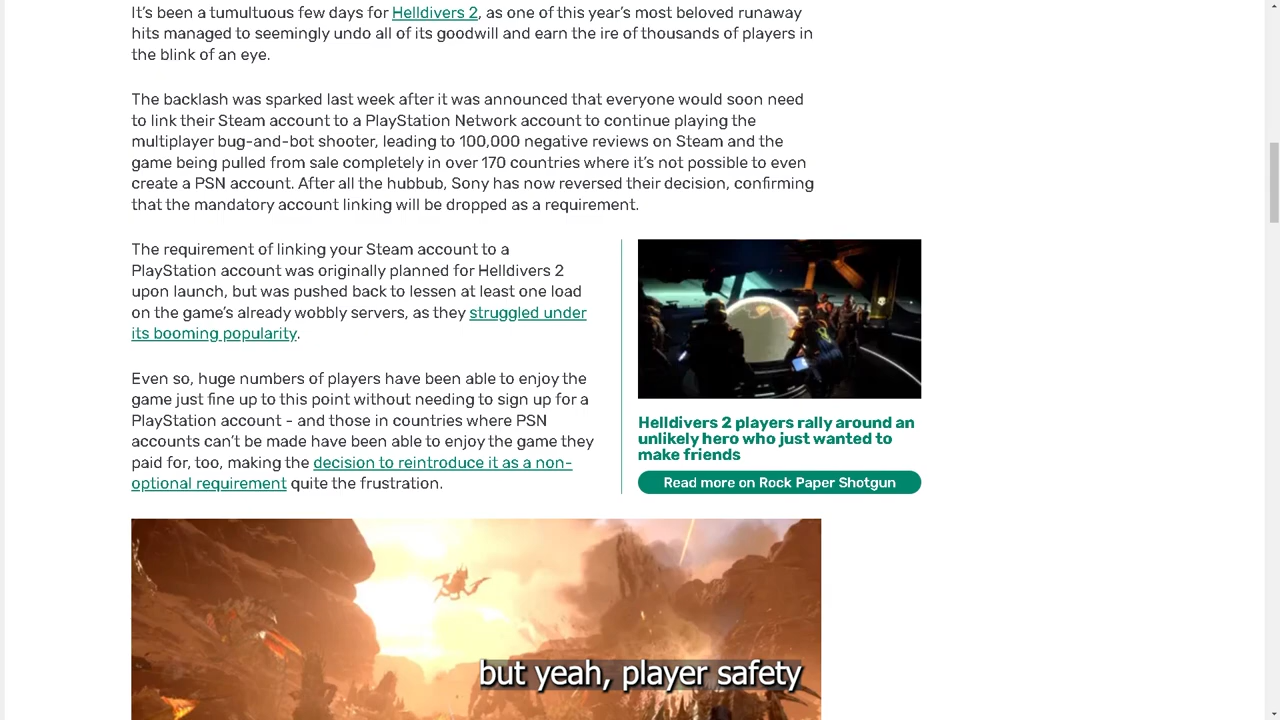 It's been a tumultuous few days for Helldivers 2, as one of this year's most beloved runaway
hits managed to seemingly undo all of its goodwill and earn the ire of thousands of players in
the blink of an eye.
The backlash was sparked last week after it was announced that everyone would soon need
to link their Steam account to a PlayStation Network account to continue playing the
multiplayer bug-and-bot shooter, leading to 100,000 negative reviews on Steam and the
game being pulled from sale completely in over 170 countries where it's not possible to even
create a PSN account. After all the hubbub, Sony has now reversed their decision, confirming
that the mandatory account linking will be dropped as a requirement.
The requirement of linking your Steam account to a
PlayStation account was originally planned for Helldivers 2
upon launch, but was pushed back to lessen at least one load
on the game's already wobbly servers, as they struggled under
its booming popularity.
Even so, huge numbers of players have been able to enjoy the
game just fine up to this point without needing to sign up for a
PlayStation account - and those in countries where PSN
accounts can't be made have been able to enjoy the game they
paid for, too, making the decision to reintroduce it as a non-
optional requirement quite the frustration.
Helldivers 2 players rally around an
unlikely hero who just wanted to
make friends
Read more on Rock Paper Shotgun
but yeah, player safety